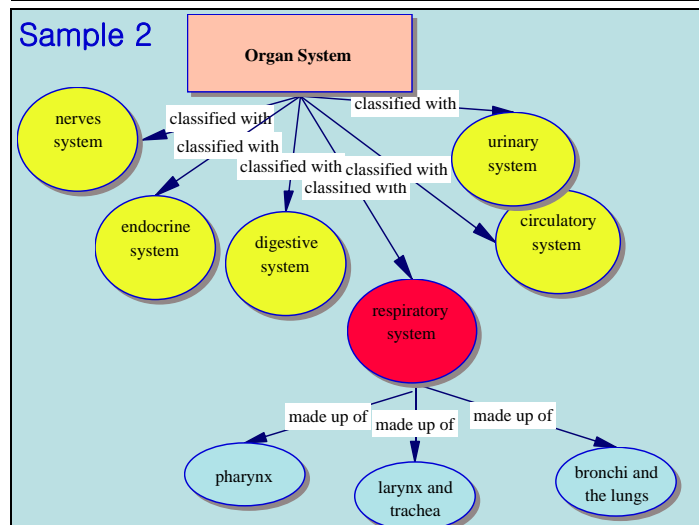 Sample 2
Organ System
classified with
nerves
system
classified with
classified with
urinary
system
classified with
classified with
classified with
endocrine
system
digestive
system
circulatory
system
respiratory
system
made up of
made up of
made up of
pharynx
larynx and
trachea
bronchi and
the lungs